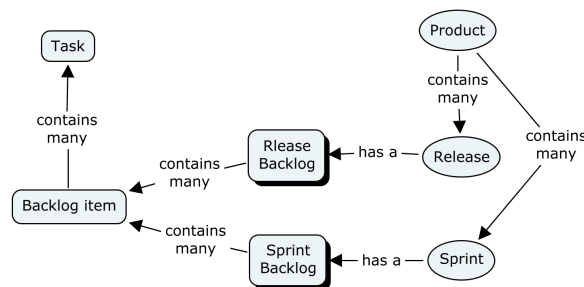 Product
Task
contains
many
contains
many
contains
many
Rlease
Backlog
has a
Release
contains
many
Backlog item
contains
many
Sprint
Backlog
has a
Sprint